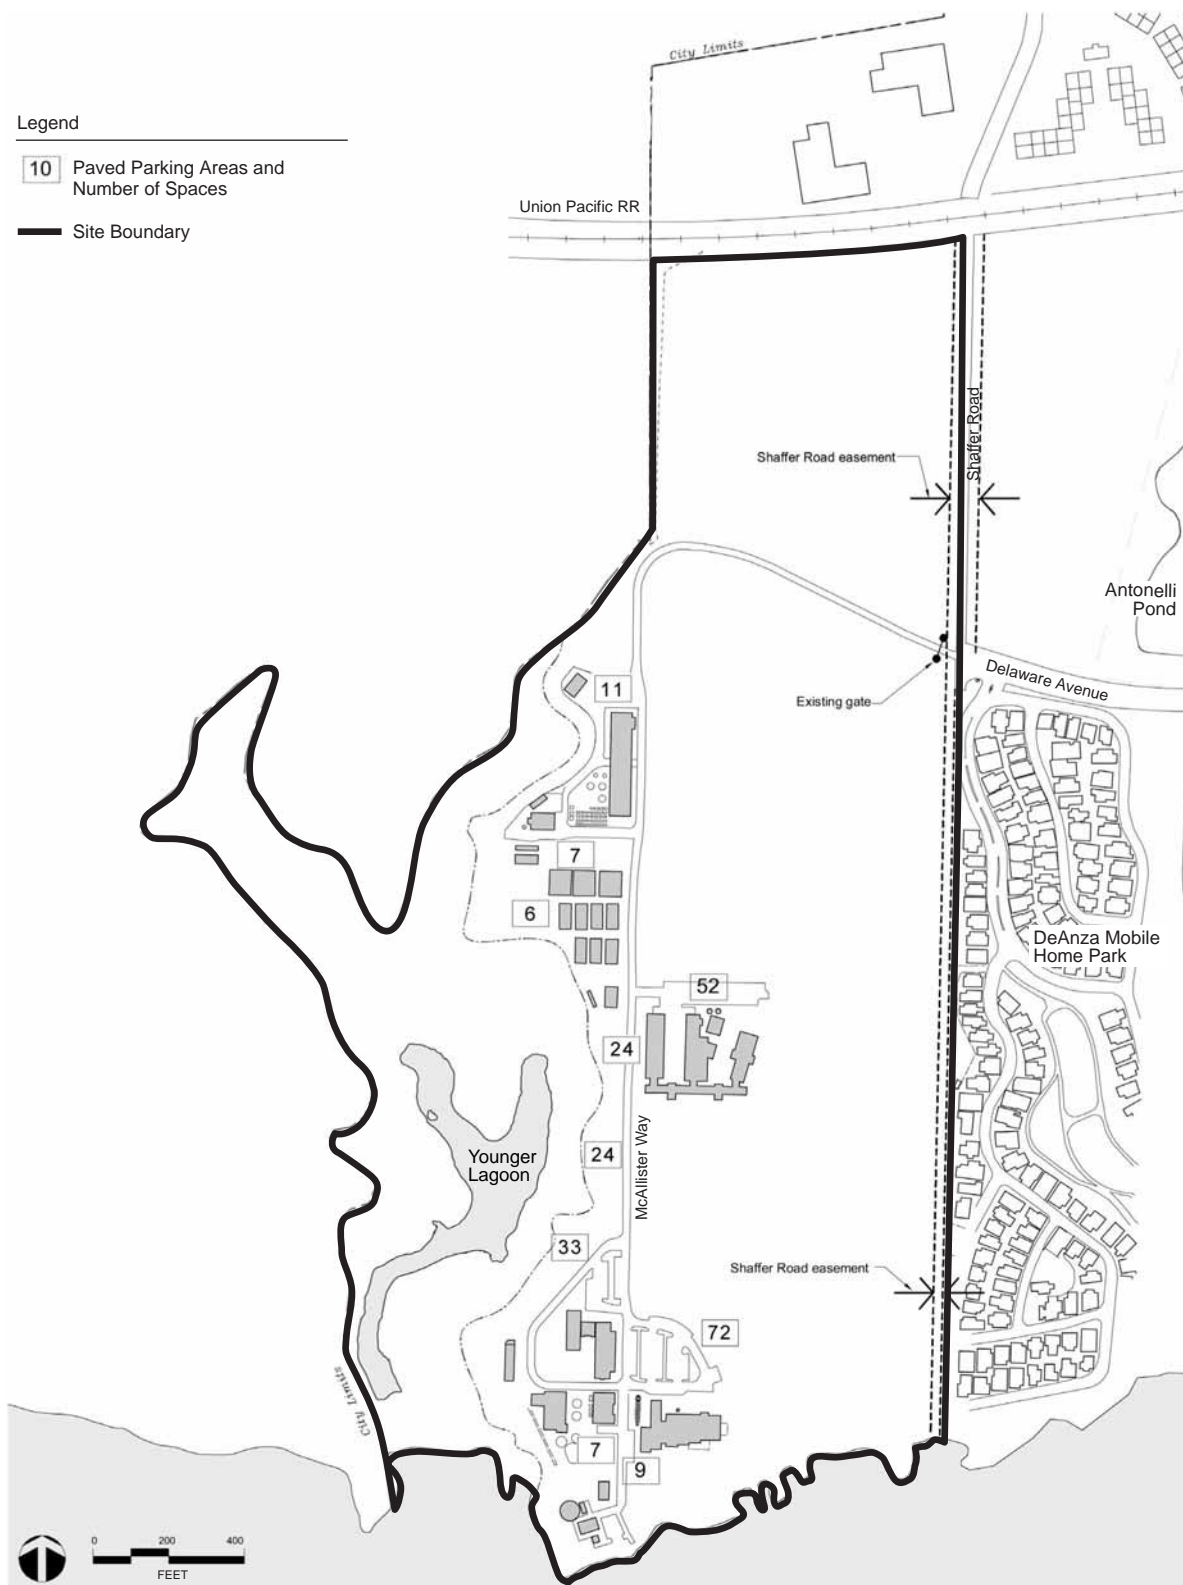 City Limits
Legend
10 Paved Parking Areas and
Number of Spaces
Site Boundary
Union Pacific RR
Shaffer Road
Shaffer Road easement
Antonelli
Pond
Delaware Avenue
Existing gate
11
7
6
DeAnza Mobile
Home Park
52
24
McAllister Way
24
Younger
Lagoon
33
Shaffer Road easement
72
City Limits
7
9
0 200 400
FEET